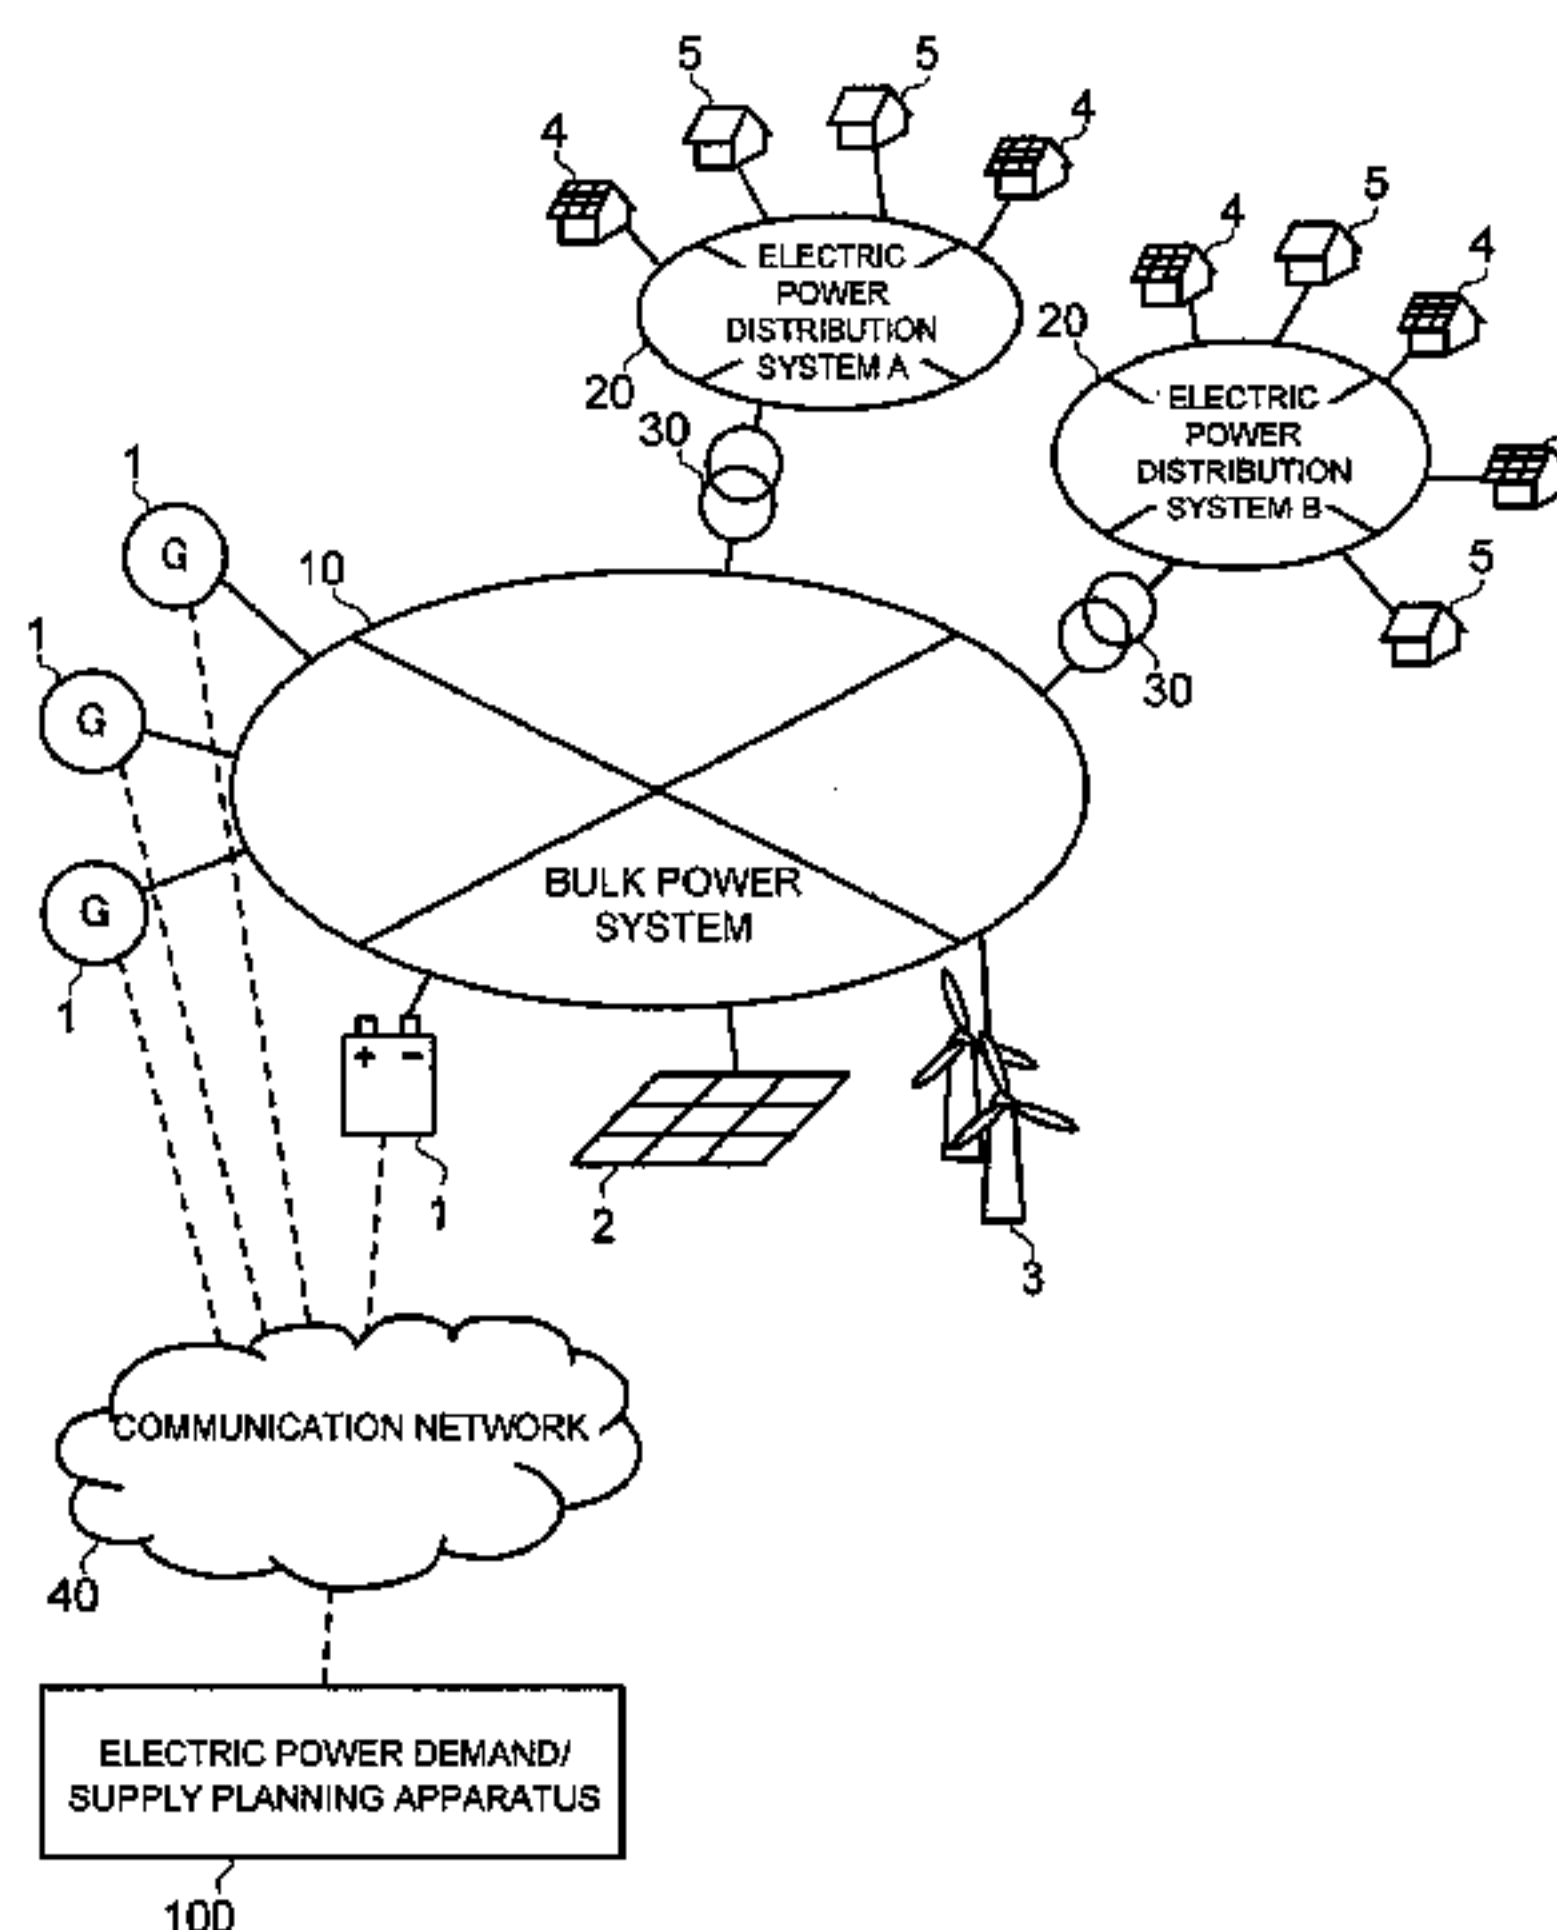 5
5
4
4
5
4
4
ELECTRIC
POWER
DISTRIBUTION
SYSTEM A
20
20
ELECTRIC
POWER
DISTRIBUTION
SYSTEM B
30
5
30
1
G
10
1
G
G
1
BULK POWER
SYSTEM
+ −
1
2
3
COMMUNICATION NETWORK
40
ELECTRIC POWER DEMAND/
SUPPLY PLANNING APPARATUS
100